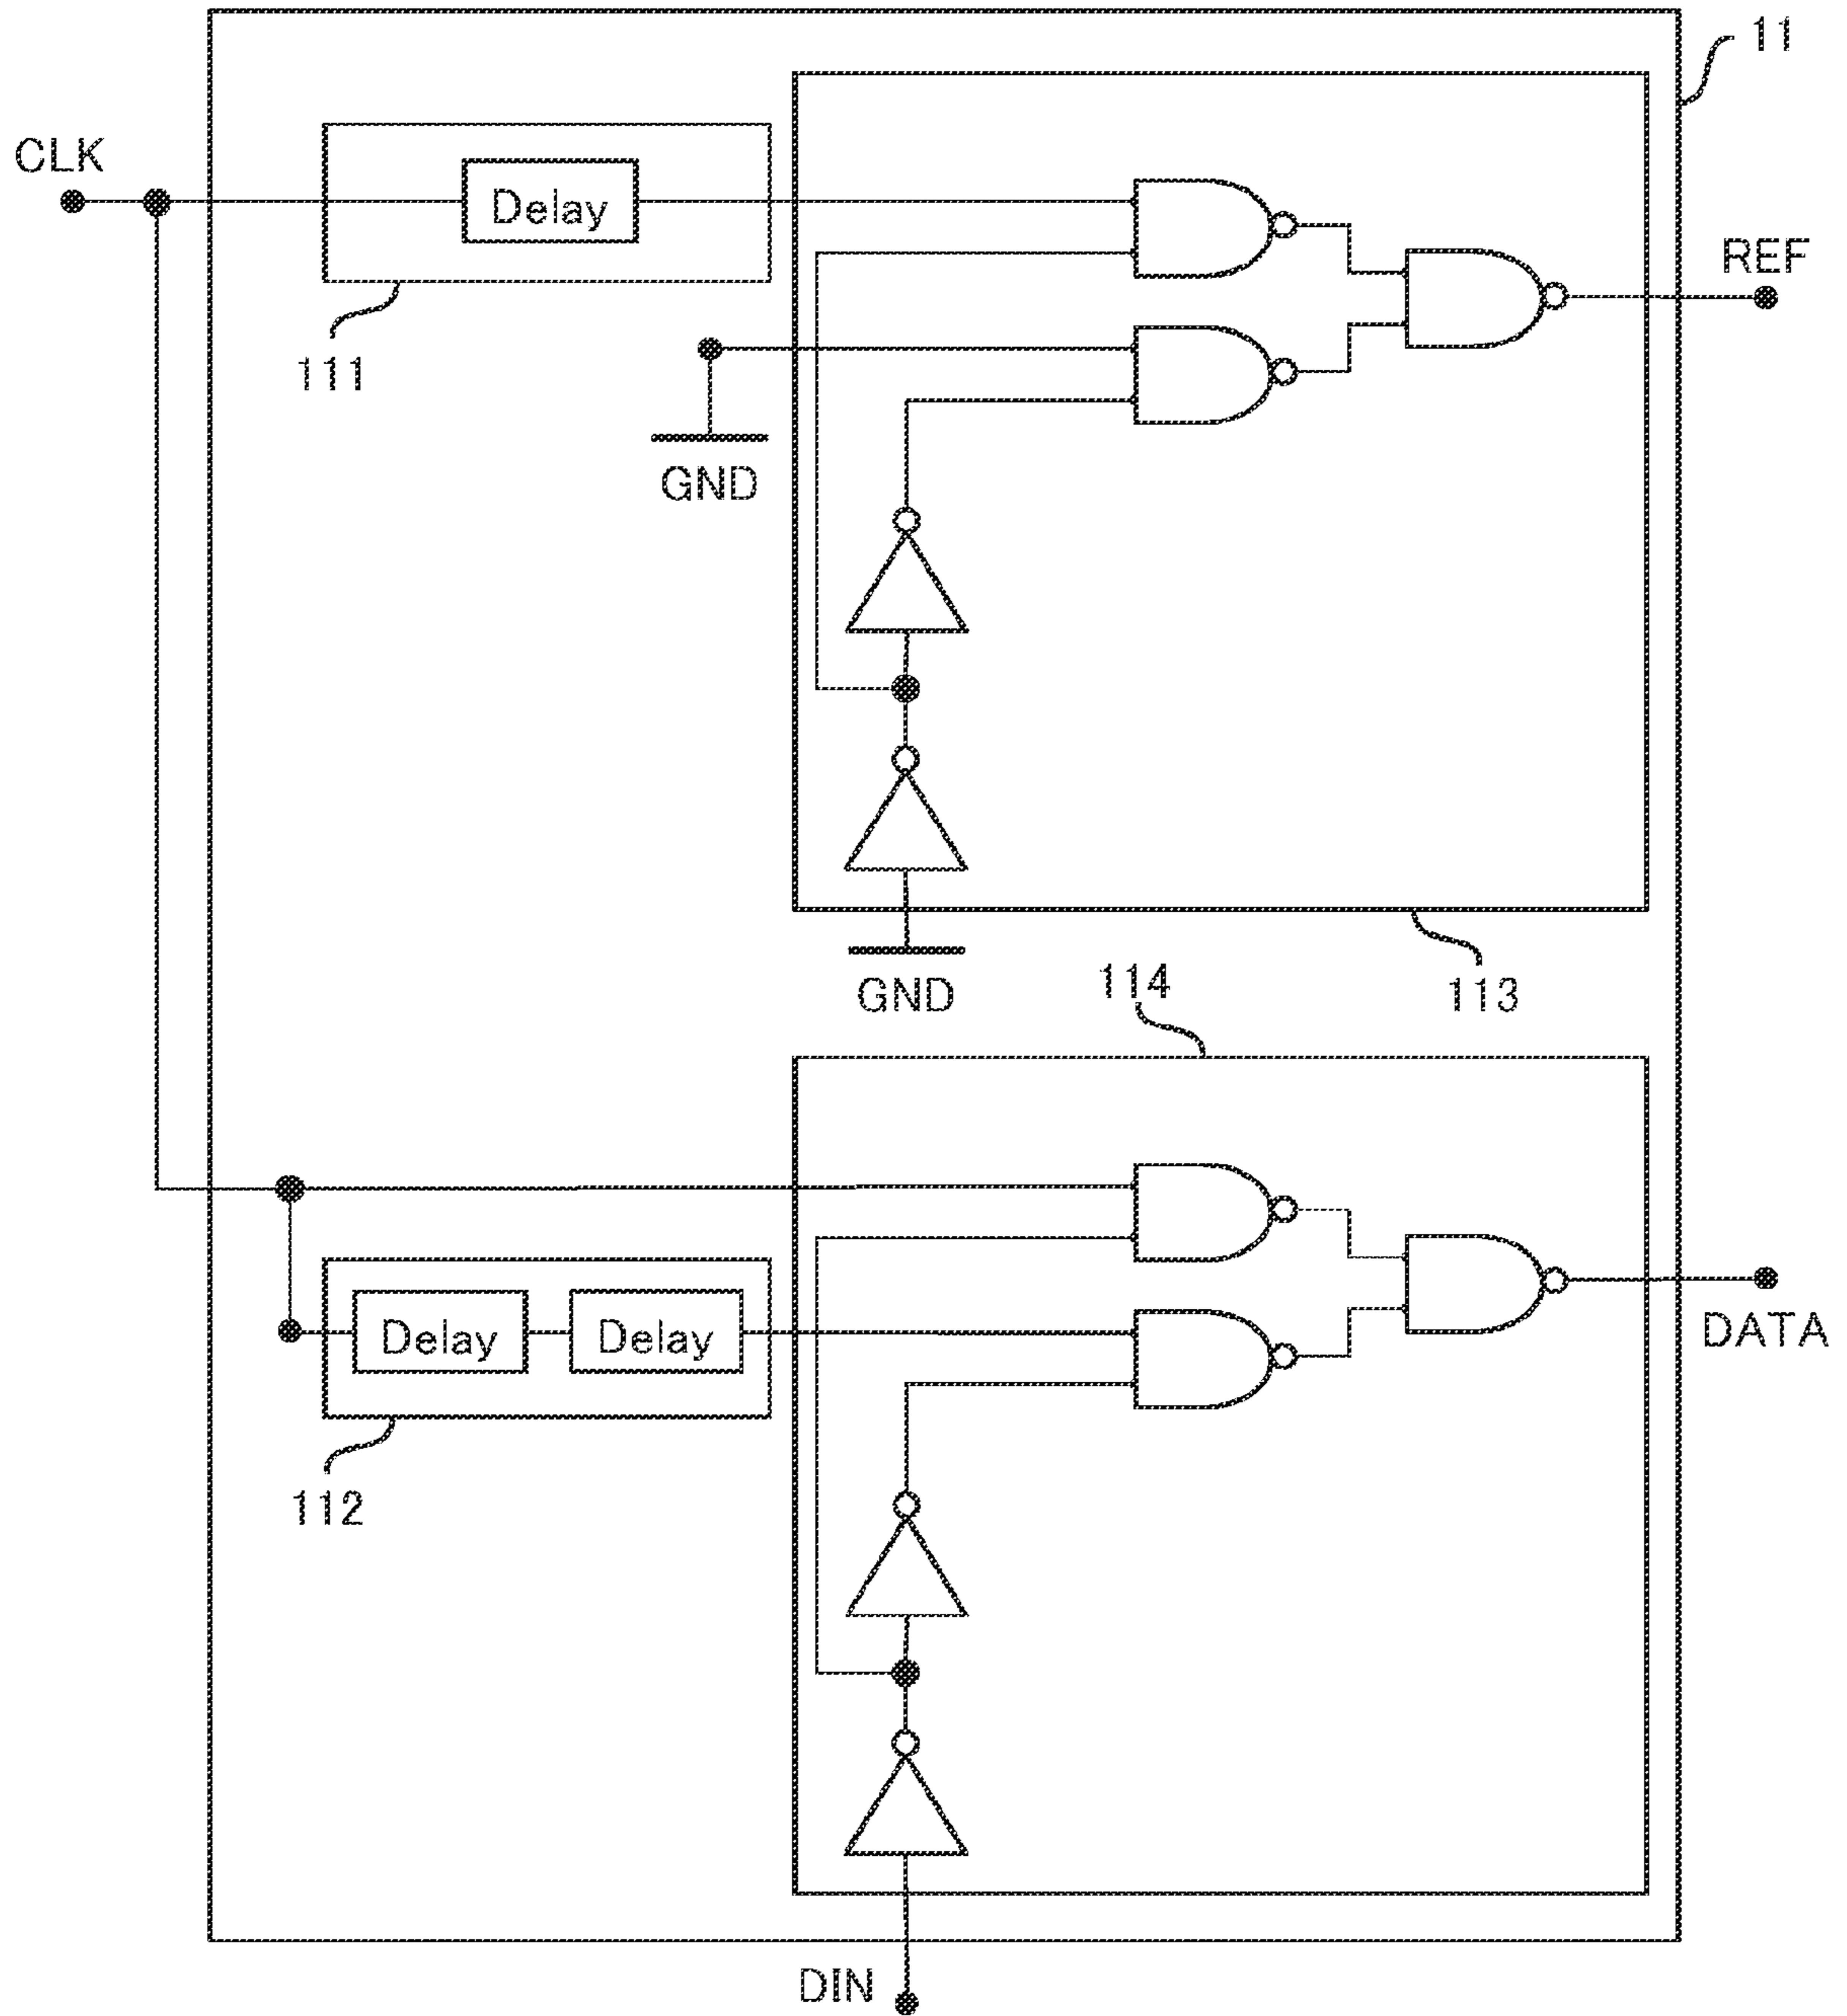 11
CLK
Delay
REF
111
GND
GND
113
114
Delay
Delay
DATA
112
DIN